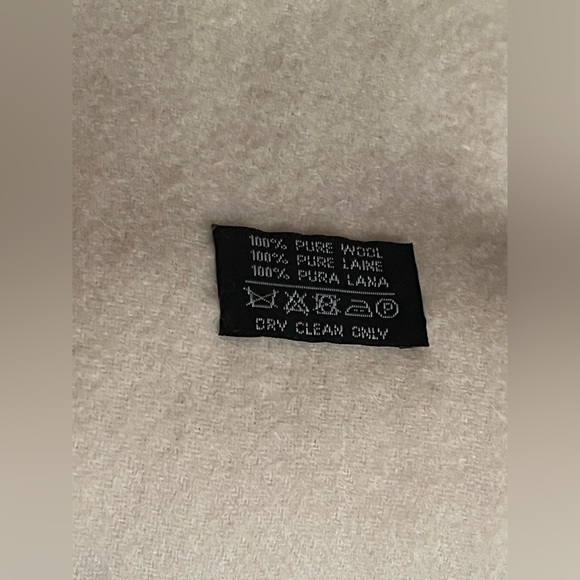 100% PURE WOOL
100% PURE LAINE
100% PURA LANA
P
DRY CLEAN ONLY